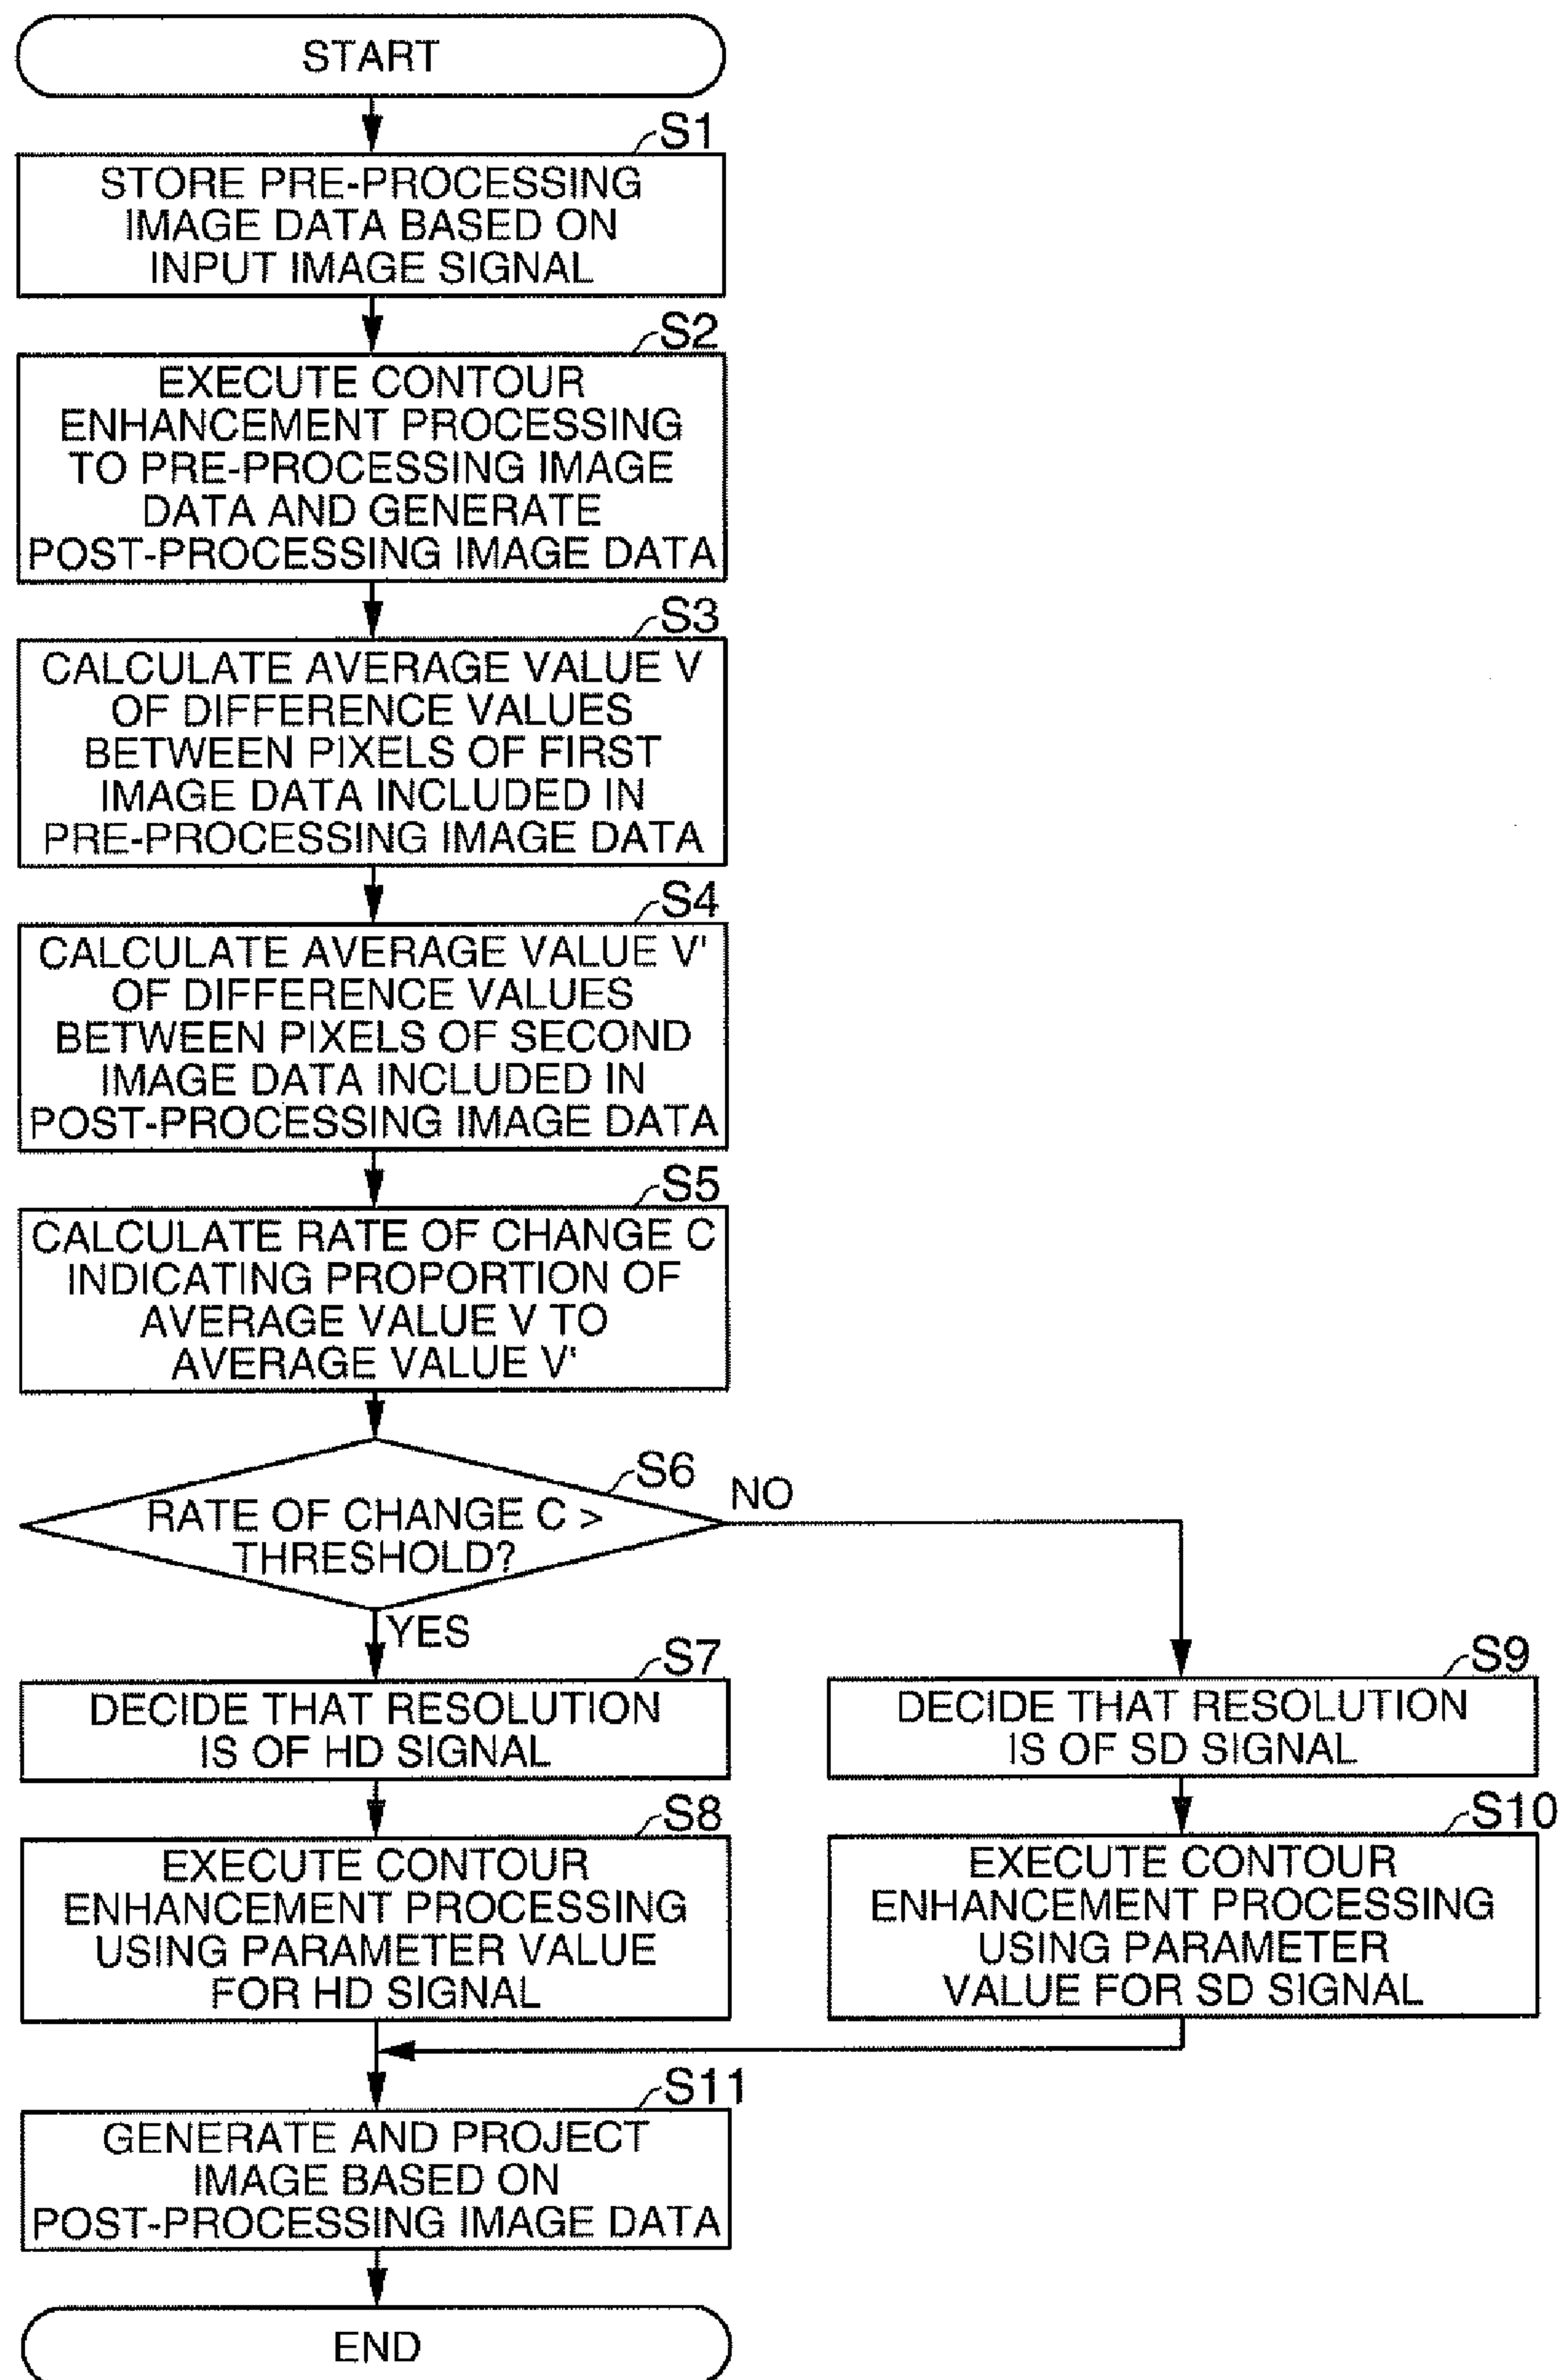 START
S1
STORE PRE-PROCESSING
IMAGE DATA BASED ON
INPUT IMAGE SIGNAL
S2
EXECUTE CONTOUR
ENHANCEMENT PROCESSING
TO PRE-PROCESSING IMAGE
DATA AND GENERATE
POST-PROCESSING IMAGE DATA
S3
CALCULATE AVERAGE VALUE V
OF DIFFERENCE VALUES
BETWEEN PIXELS OF FIRST
IMAGE DATA INCLUDED IN
PRE-PROCESSING IMAGE DATA
S4
CALCULATE AVERAGE VALUE V'
OF DIFFERENCE VALUES
BETWEEN PIXELS OF SECOND
IMAGE DATA INCLUDED IN
POST-PROCESSING IMAGE DATA
S5
CALCULATE RATE OF CHANGE C
INDICATING PROPORTION OF
AVERAGE VALUE V TO
AVERAGE VALUE V'
S6
RATE OF CHANGE C >
THRESHOLD?
NO
YES
S7
DECIDE THAT RESOLUTION
IS OF HD SIGNAL
S8
EXECUTE CONTOUR
ENHANCEMENT PROCESSING
USING PARAMETER VALUE
FOR HD SIGNAL
S9
DECIDE THAT RESOLUTION
IS OF SD SIGNAL
S10
EXECUTE CONTOUR
ENHANCEMENT PROCESSING
USING PARAMETER
VALUE FOR SD SIGNAL
S11
GENERATE AND PROJECT
IMAGE BASED ON
POST-PROCESSING IMAGE DATA
END